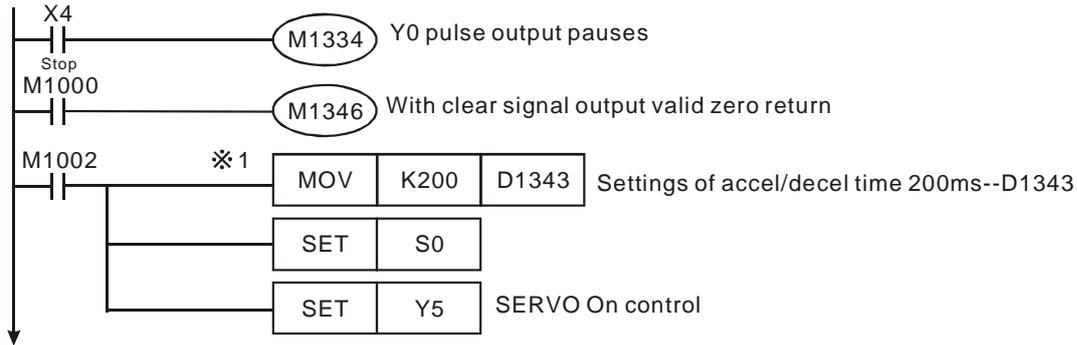 X4
M1334 Y0 pulse output pauses
Stop
M1000
M1346 With clear signal output valid zero return
M1002 ※1 MOV K200 D1343 Settings of accel/decel time 200ms--D1343
SET S0
SET Y5 SERVO On control